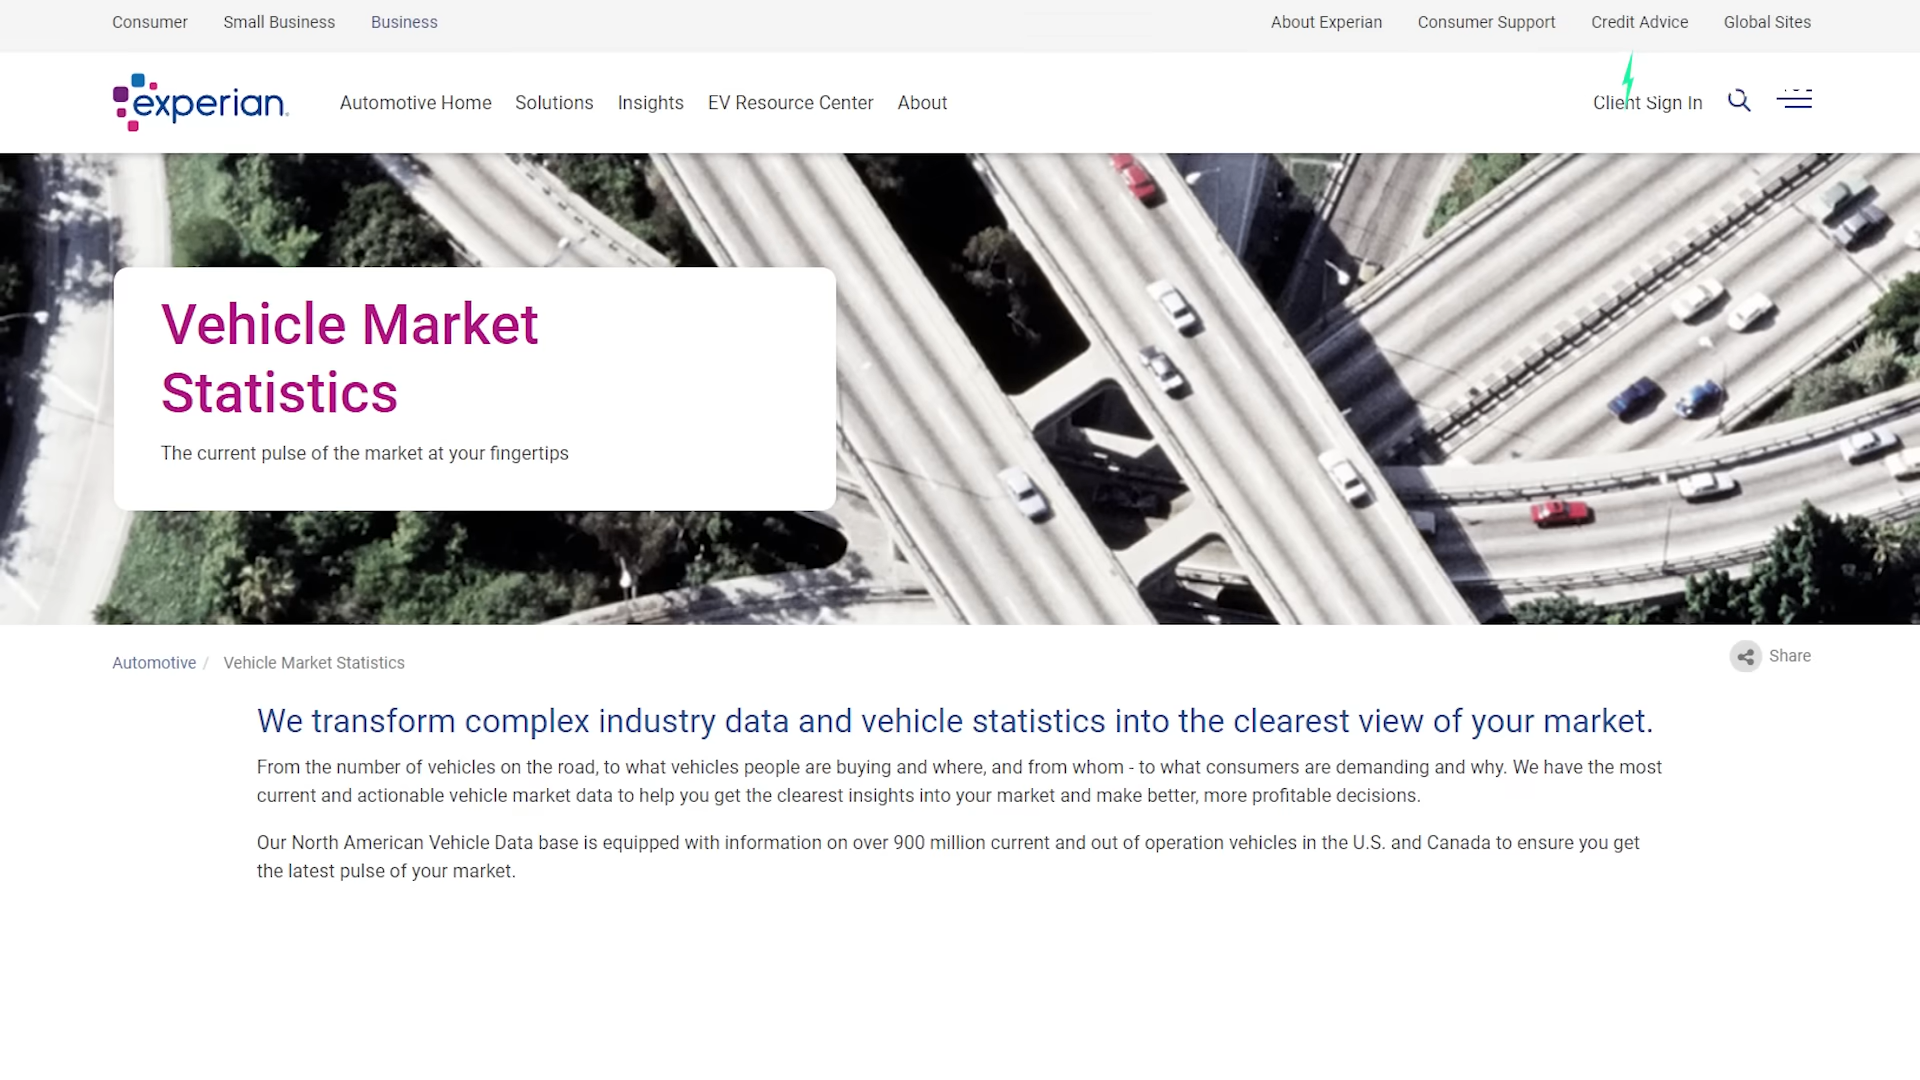 Consumer Small Business Business About Experian Consumer Support Credit Advice Global Sites
experian. Automotive Home Solutions Insights EV Resource Center About Client Sign In
Vehicle Market
Statistics
The current pulse of the market at your fingertips
Automotive / Vehicle Market Statistics Share
We transform complex industry data and vehicle statistics into the clearest view of your market.
From the number of vehicles on the road, to what vehicles people are buying and where, and from whom - to what consumers are demanding and why. We have the most
current and actionable vehicle market data to help you get the clearest insights into your market and make better, more profitable decisions.
Our North American Vehicle Data base is equipped with information on over 900 million current and out of operation vehicles in the U.S. and Canada to ensure you get
the latest pulse of your market.